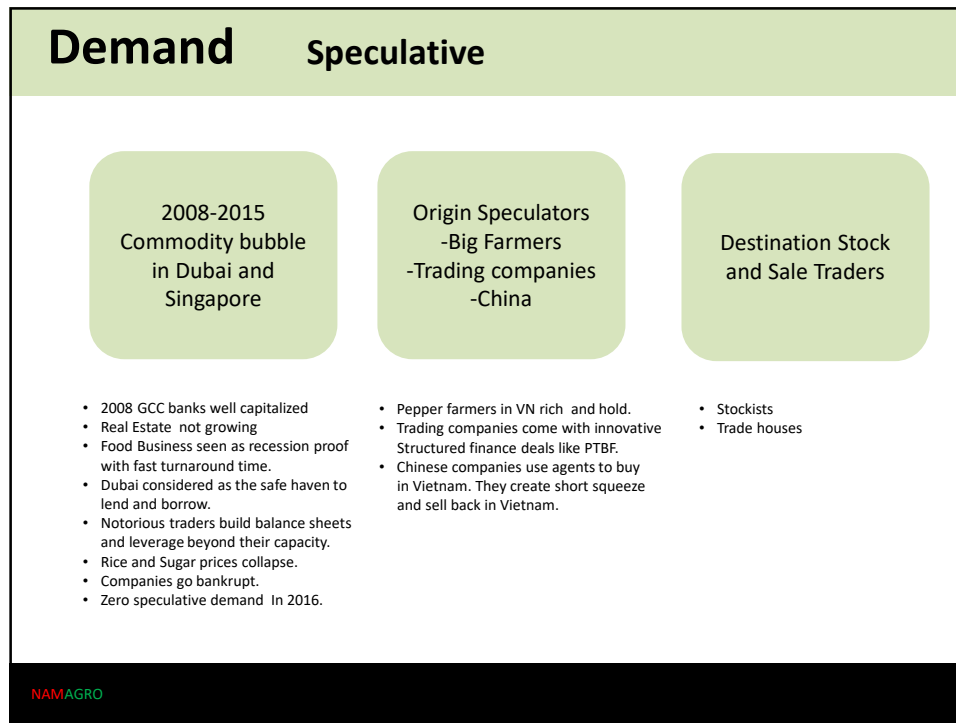 Demand Speculative
2008-2015
Commodity bubble
in Dubai and
Singapore
Origin Speculators
-Big Farmers
-Trading companies
-China
Destination Stock
and Sale Traders
• 2008 GCC banks well capitalized
• Real Estate not growing
• Food Business seen as recession proof
with fast turnaround time.
• Dubai considered as the safe haven to
lend and borrow.
• Notorious traders build balance sheets
and leverage beyond their capacity.
• Rice and Sugar prices collapse.
• Companies go bankrupt.
• Zero speculative demand In 2016.
• Pepper farmers in VN rich and hold.
• Trading companies come with innovative
Structured finance deals like PTBF.
• Chinese companies use agents to buy
in Vietnam. They create short squeeze
and sell back in Vietnam.
• Stockists
• Trade houses
NAMAGRO